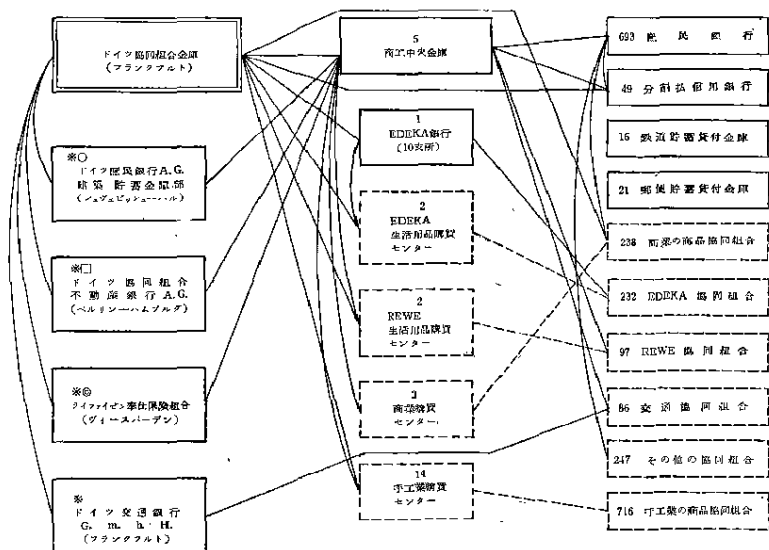 ドイツ協同組合金庫
(フランクフルト)
※○
ドイツ庶民銀行A.G.
建築貯蓄金庫部
(シュヴェビッシューハル)
※□
ドイツ協同組合
不動産銀行A.G.
(ベルリン―ハムブルグ)
※◎
ライファイゼン奉仕保険組合
(ヴィースバーデン)
※
ドイツ交通銀行
G. m. b. H.
(フランクフルト)
5
商工中央金庫
1
EDEKA銀行
(10支所)
2
EDEKA
生活用品購買
センター
2
REWE
生活用品購買
センター
3
商業購買
センター
14
手工業購買
センター
693 庶民銀行
49 分割払信用銀行
16 鉄道貯蓄貸付金庫
21 郵便貯蓄貸付金庫
238 商業の商品協同組合
232 EDEKA協同組合
97 REWE協同組合
86 交通協同組合
247 その他の協同組合
716 手工業の商品協同組合